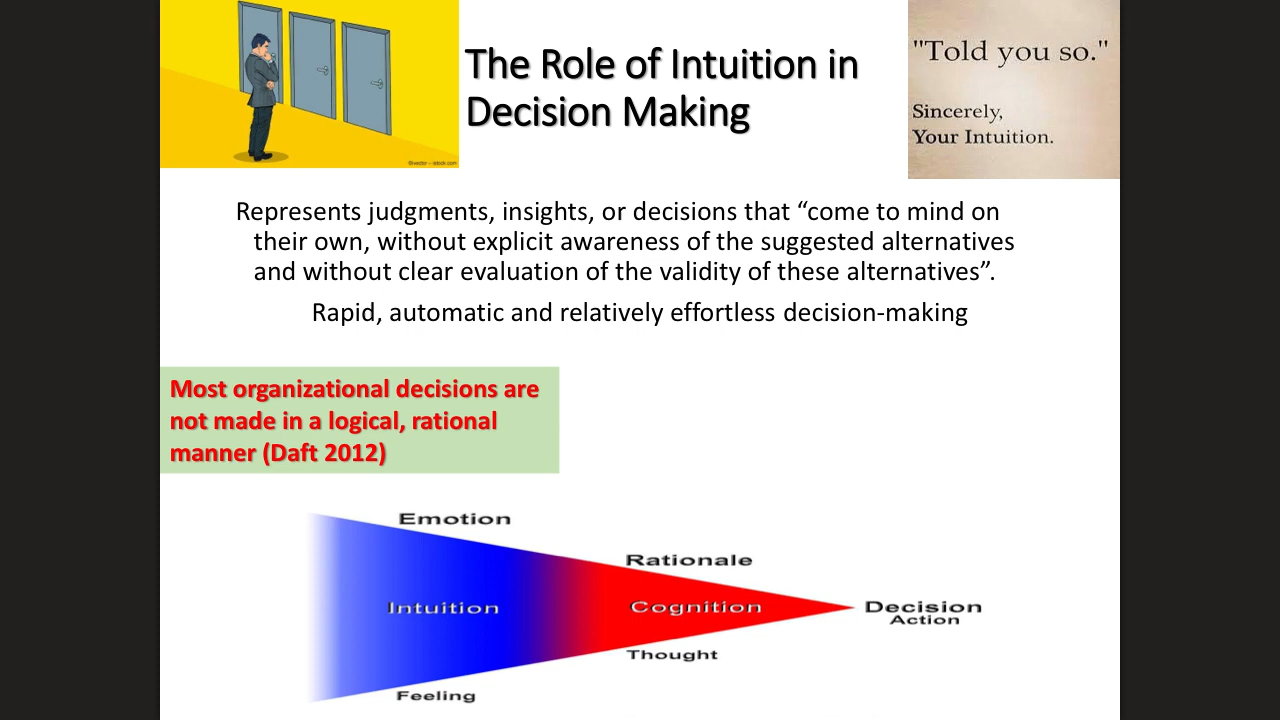 The Role of Intuition in
Decision Making
©vector – istock.com
"Told you so."
Sincerely,
Your Intuition.
Represents judgments, insights, or decisions that “come to mind on
their own, without explicit awareness of the suggested alternatives
and without clear evaluation of the validity of these alternatives”.
Rapid, automatic and relatively effortless decision-making
Most organizational decisions are
not made in a logical, rational
manner (Daft 2012)
Emotion
Rationale
Intuition
Cognition
Decision
Action
Thought
Feeling